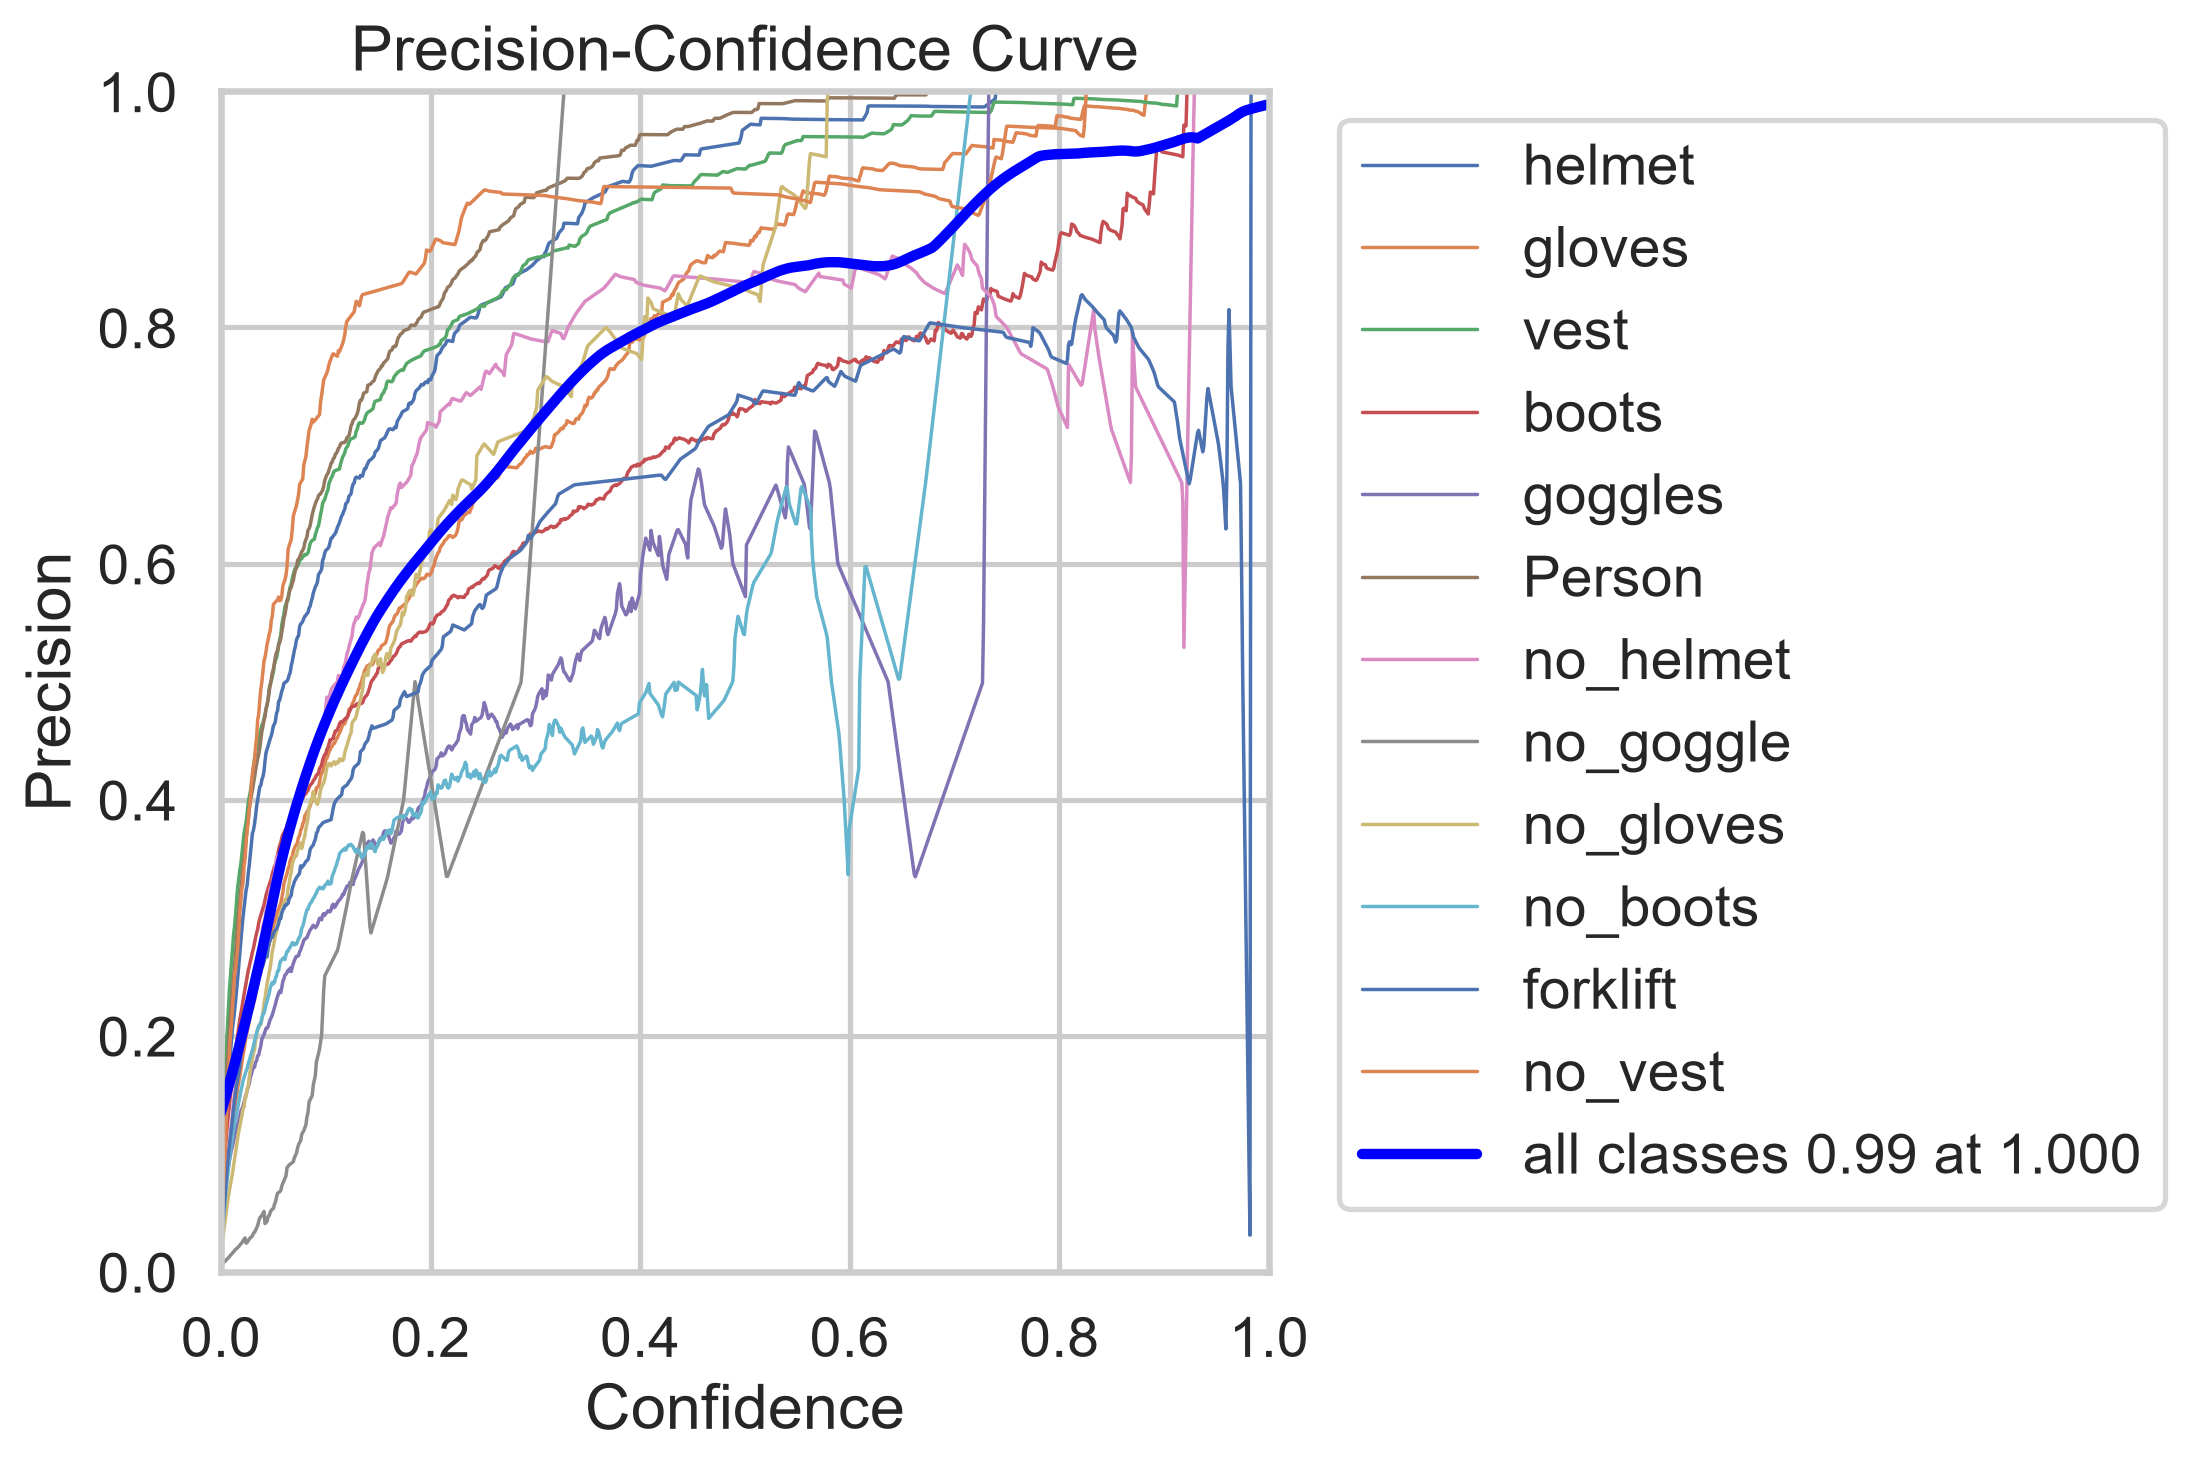 Precision-Confidence Curve
1.0
0.8
0.6
0.4
0.2
0.0
Precision
0.0 0.2 0.4 0.6 0.8 1.0
Confidence
helmet
gloves
vest
boots
goggles
Person
no_helmet
no_goggle
no_gloves
no_boots
forklift
no_vest
all classes 0.99 at 1.000